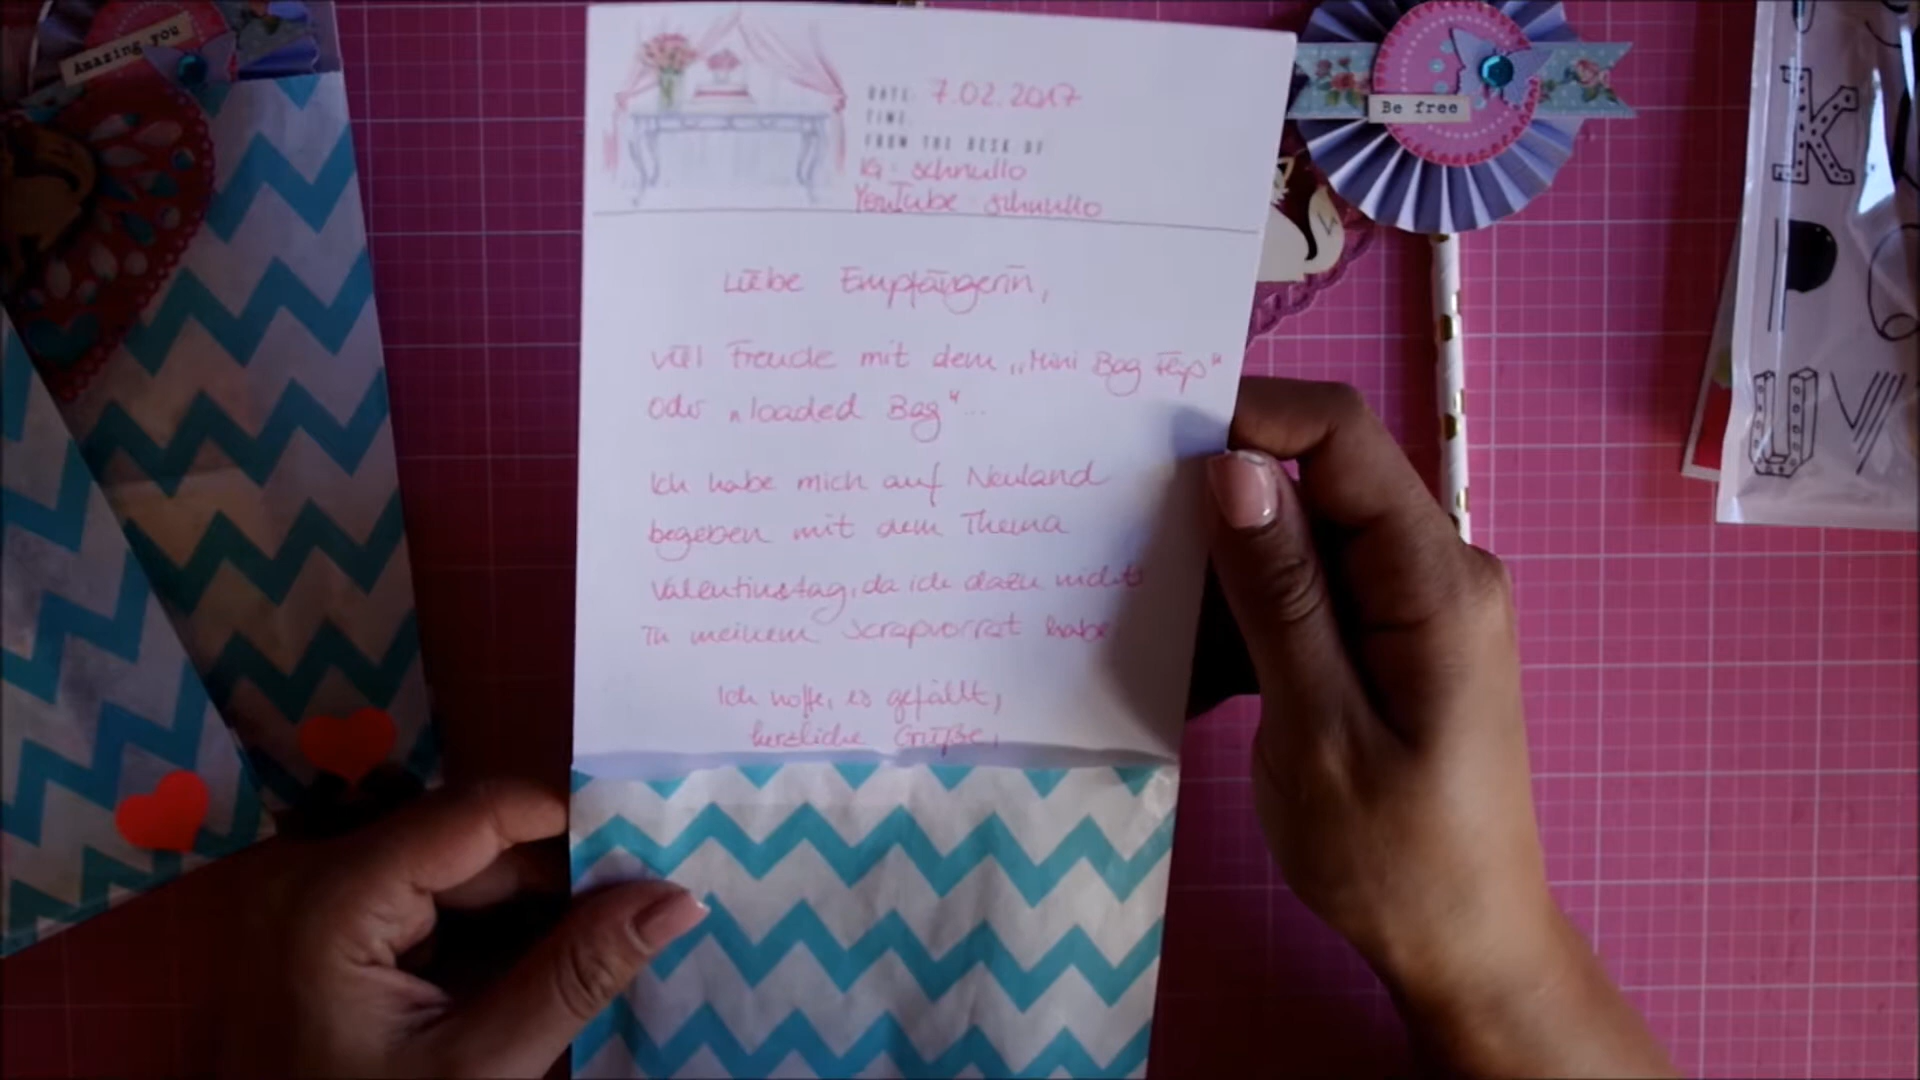 Amazing you
DATE: 7.02.2017
TIME:
FROM THE DESK OF
IG: schnullo
YouTube schnullo
Liebe Empfängerin,
viel Freude mit dem „Mini Bag
oder „loaded Bag“...
Ich habe mich auf Neuland
begeben mit dem Thema
Valentinstag, da ich dazu nichts
in meinem Scrapvorrat habe
Ich hoffe, es gefällt,
herzliche Grüße,
Be free
K
P
U V